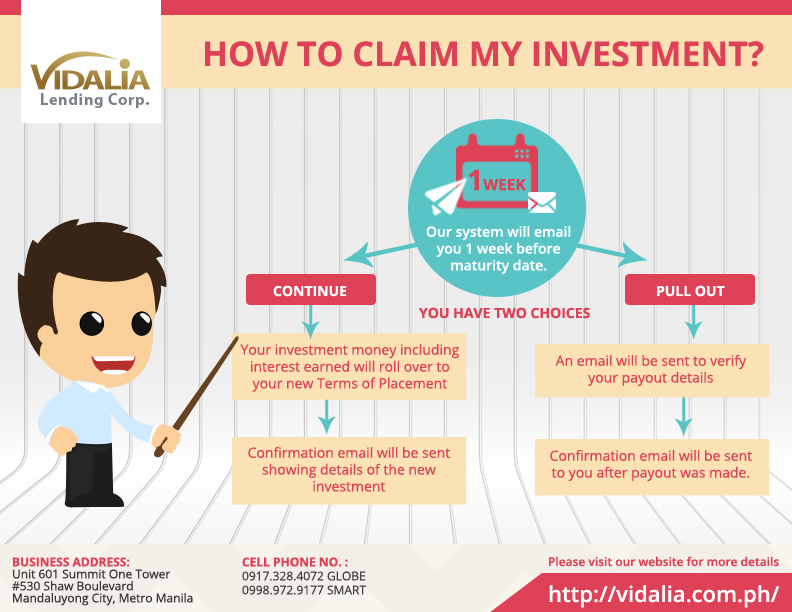 VIDALIA
Lending Corp.
HOW TO CLAIM MY INVESTMENT?
1 WEEK
Our system will email
you 1 week before
maturity date.
YOU HAVE TWO CHOICES
CONTINUE
Your investment money including
interest earned will roll over to
your new Terms of Placement
Confirmation email will be sent
showing details of the new
investment
PULL OUT
An email will be sent to verify
your payout details
Confirmation email will be sent
to you after payout was made.
BUSINESS ADDRESS:
Unit 601 Summit One Tower
#530 Shaw Boulevard
Mandaluyong City, Metro Manila
CELL PHONE NO. :
0917.328.4072 GLOBE
0998.972.9177 SMART
Please visit our website for more details
http://vidalia.com.ph/